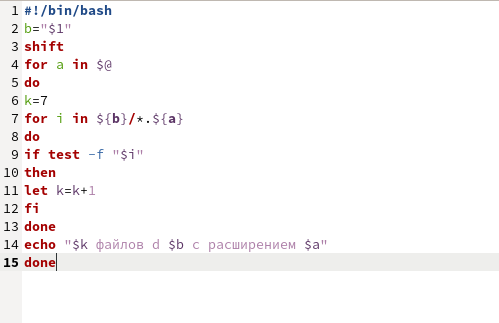 1 #!/bin/bash
2 b="$1"
3 shift
4 for a in $@
5 do
6 k=7
7 for i in ${b}/*.${a}
8 do
9 if test -f "$i"
10 then
11 let k=k+1
12 fi
13 done
14 echo "$k файлов d $b с расширением $a"
15 done